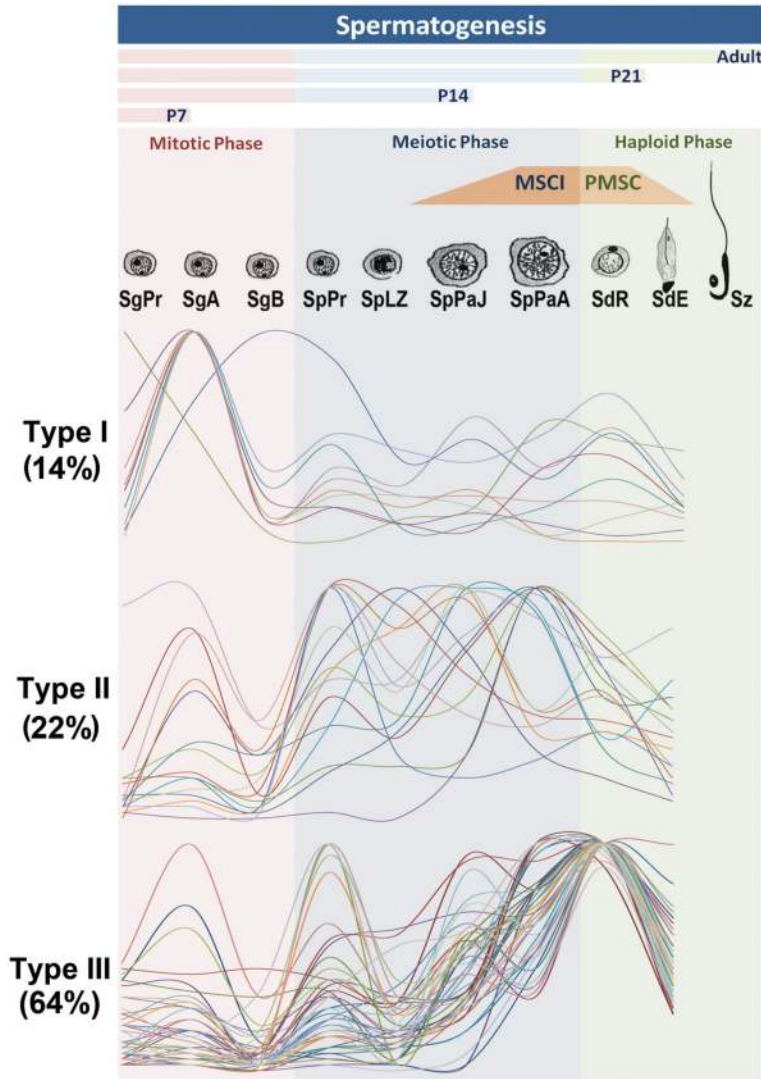 Spermatogenesis
Adult
P21
P14
P7
Mitotic Phase Meiotic Phase Haploid Phase
MSCI PMSC
SgPr SgA SgB SpPr SpLZ SpPaJ SpPaA SdR SdE Sz
Type I
(14%)
Type II
(22%)
Type III
(64%)